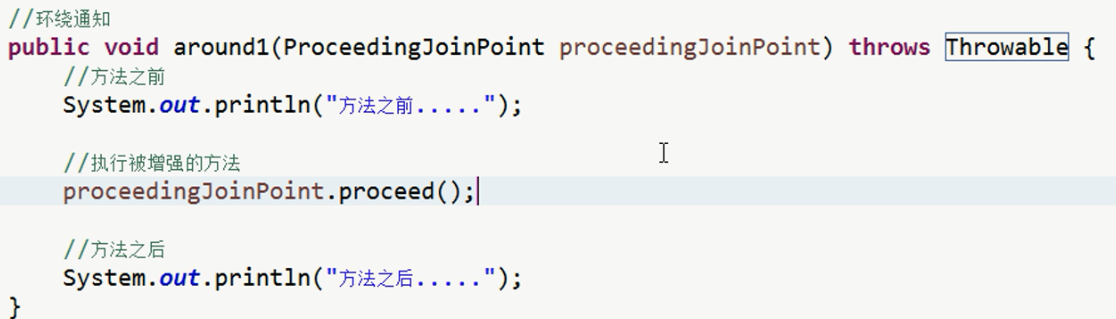 //环绕通知
public void around1(ProceedingJoinPoint proceedingJoinPoint) throws Throwable {
//方法之前
System.out.println("方法之前.....");
//执行被增强的方法
proceedingJoinPoint.proceed();
//方法之后
System.out.println("方法之后.....");
}